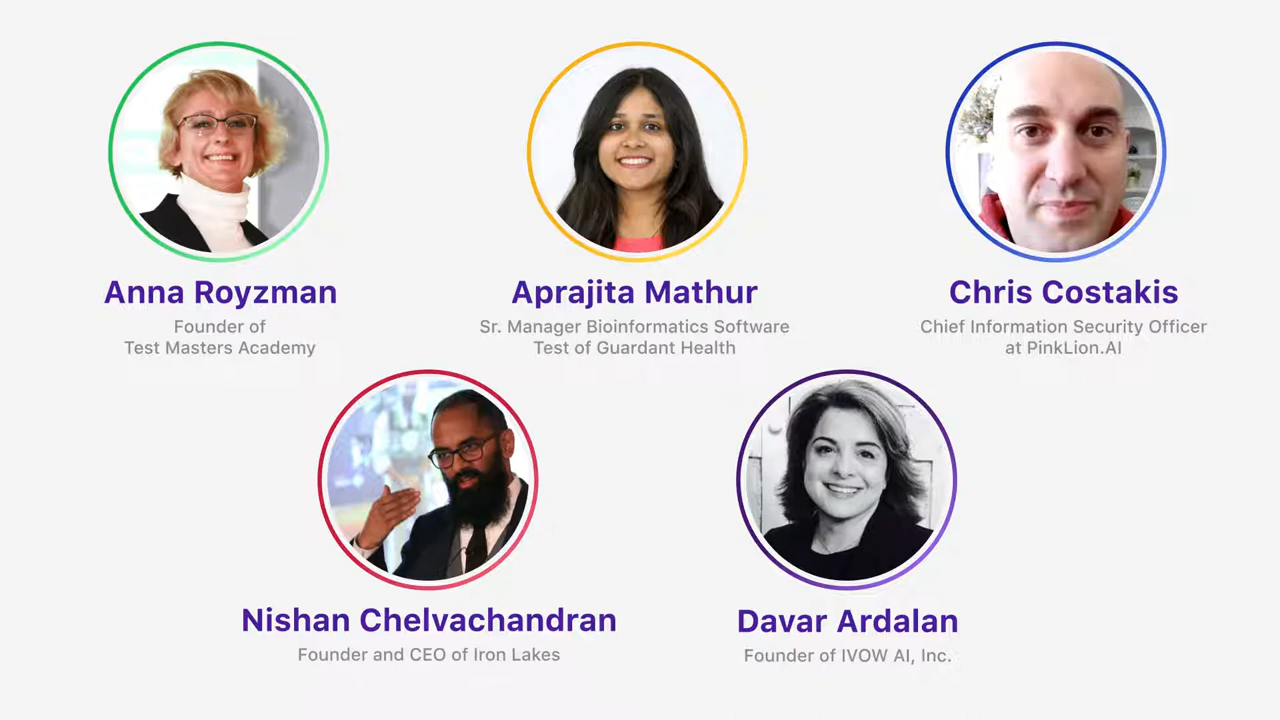 Anna Royzman
Founder of
Test Masters Academy
Aprajita Mathur
Sr. Manager Bioinformatics Software
Test of Guardant Health
Chris Costakis
Chief Information Security Officer
at PinkLion.AI
Nishan Chelvachandran
Founder and CEO of Iron Lakes
Davar Ardalan
Founder of IVOW AI, Inc.